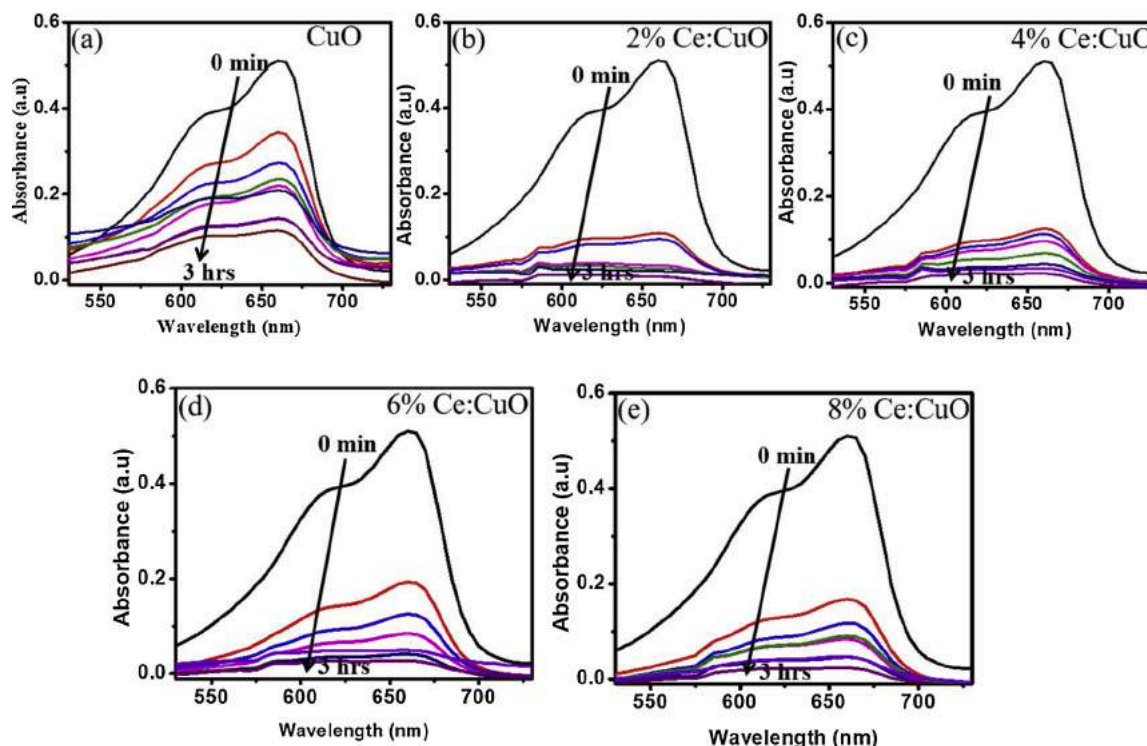 (a) CuO
0 min
3 hrs
Absorbance (a.u)
0.6
0.4
0.2
0.0
550 600 650 700
Wavelength (nm)
(b) 2% Ce:CuO
0 min
3 hrs
Absorbance (a.u)
0.6
0.4
0.2
0.0
550 600 650 700
Wavelength (nm)
(c) 4% Ce:CuO
0 min
3 hrs
Absorbance (a.u)
0.6
0.4
0.2
0.0
550 600 650 700
Wavelength (nm)
(d) 6% Ce:CuO
0 min
3 hrs
Absorbance (a.u)
0.6
0.4
0.2
0.0
550 600 650 700
Wavelength (nm)
(e) 8% Ce:CuO
0 min
3 hrs
Absorbance (a.u)
0.6
0.4
0.2
0.0
550 600 650 700
Wavelength (nm)